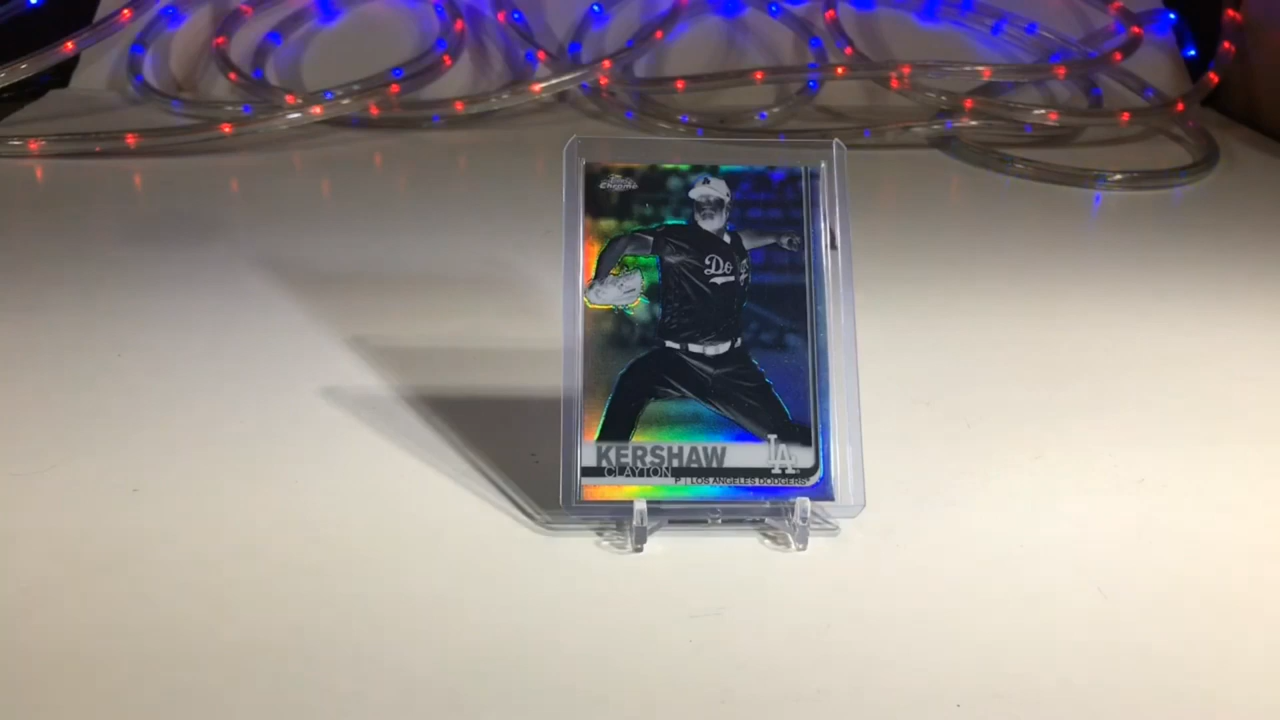 Chrome
Do
KERSHAW
CLAYTON
LA
P | LOS ANGELES DODGERS